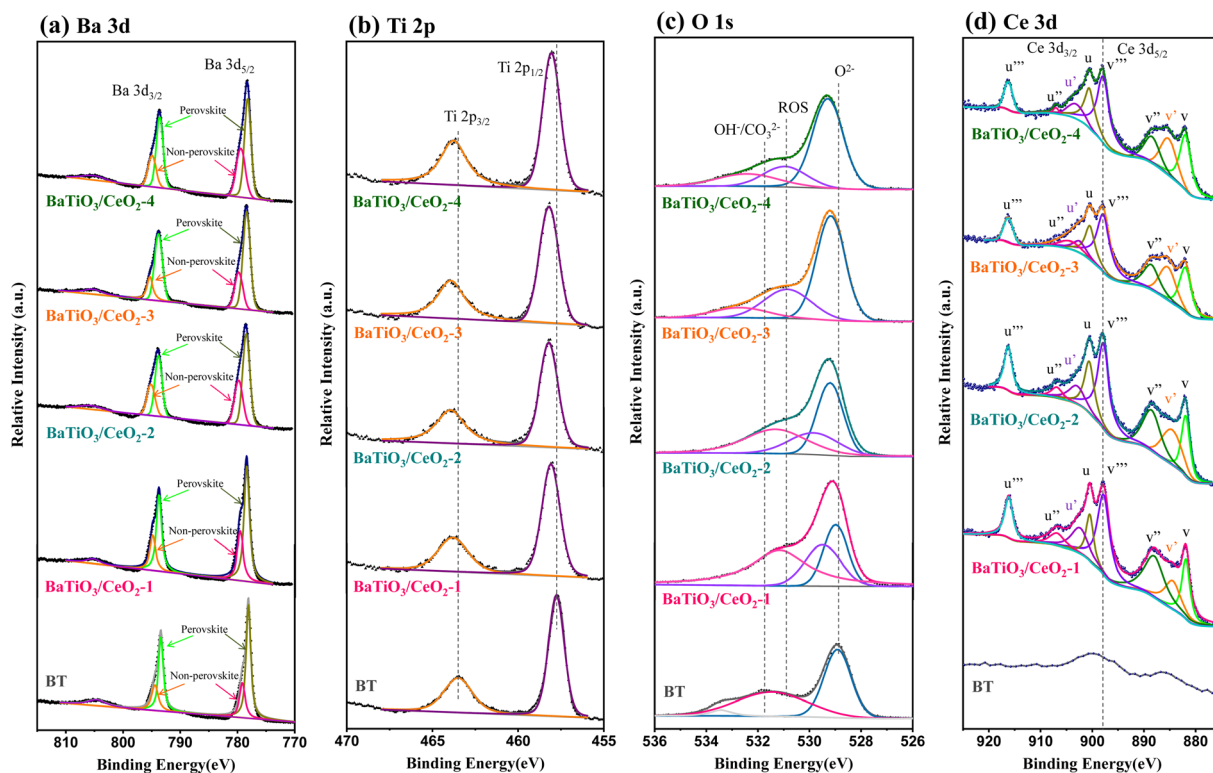 (a) Ba 3d
Relative Intensity (a.u.)
Ba 3d5/2
Ba 3d3/2
Perovskite
Non-perovskite
BaTiO3/CeO2-4
Perovskite
Non-perovskite
BaTiO3/CeO2-3
Perovskite
Non-perovskite
BaTiO3/CeO2-2
Perovskite
Non-perovskite
BaTiO3/CeO2-1
Perovskite
Non-perovskite
BT
810 800 790 780 770
Binding Energy(eV)
(b) Ti 2p
Relative Intensity (a.u.)
Ti 2p1/2
Ti 2p3/2
BaTiO3/CeO2-4
BaTiO3/CeO2-3
BaTiO3/CeO2-2
BaTiO3/CeO2-1
BT
470 465 460 455
Binding Energy(eV)
(c) O 1s
Relative Intensity (a.u.)
O2-
ROS
OH-/CO32-
BaTiO3/CeO2-4
BaTiO3/CeO2-3
BaTiO3/CeO2-2
BaTiO3/CeO2-1
BT
536 534 532 530 528 526
Binding Energy(eV)
(d) Ce 3d
Relative Intensity (a.u.)
Ce 3d3/2 Ce 3d5/2
u''' u'' u' u v''' v'' v' v
BaTiO3/CeO2-4
u''' u'' u' u v''' v'' v' v
BaTiO3/CeO2-3
u''' u'' u' u v''' v'' v' v
BaTiO3/CeO2-2
u''' u'' u' u v''' v'' v' v
BaTiO3/CeO2-1
BT
920 910 900 890 880
Binding Energy(eV)